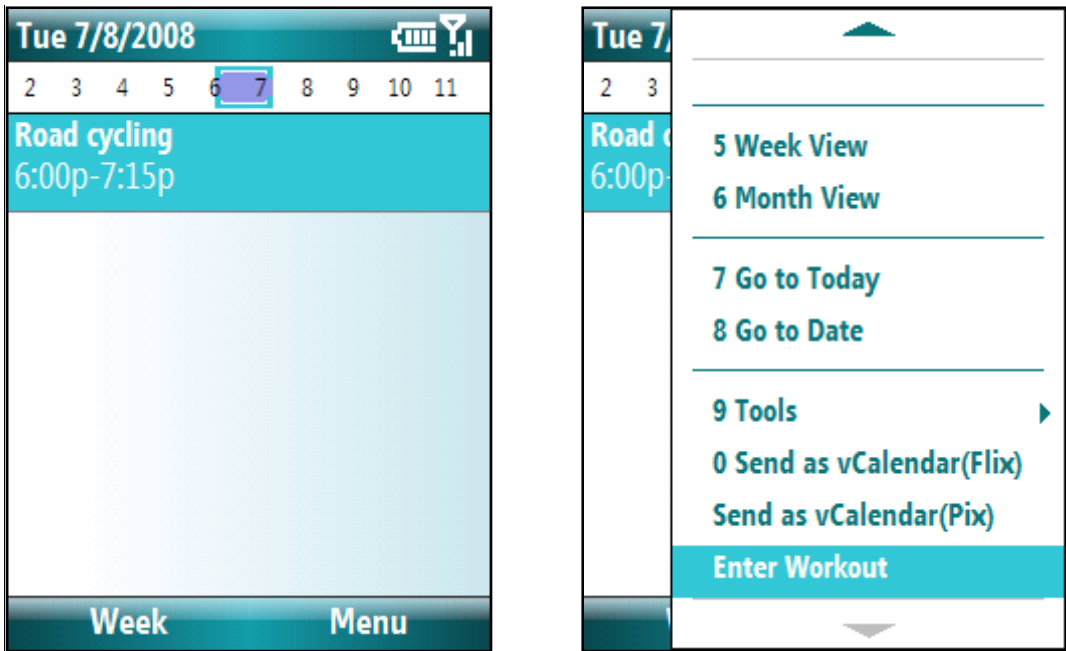 Tue 7/8/2008
2 3 4 5 6 7 8 9 10 11
Road cycling
6:00p-7:15p
Week Menu
Tue 7/
2 3
Road c
6:00p-
5 Week View
6 Month View
7 Go to Today
8 Go to Date
9 Tools
0 Send as vCalendar(Flix)
Send as vCalendar(Pix)
Enter Workout